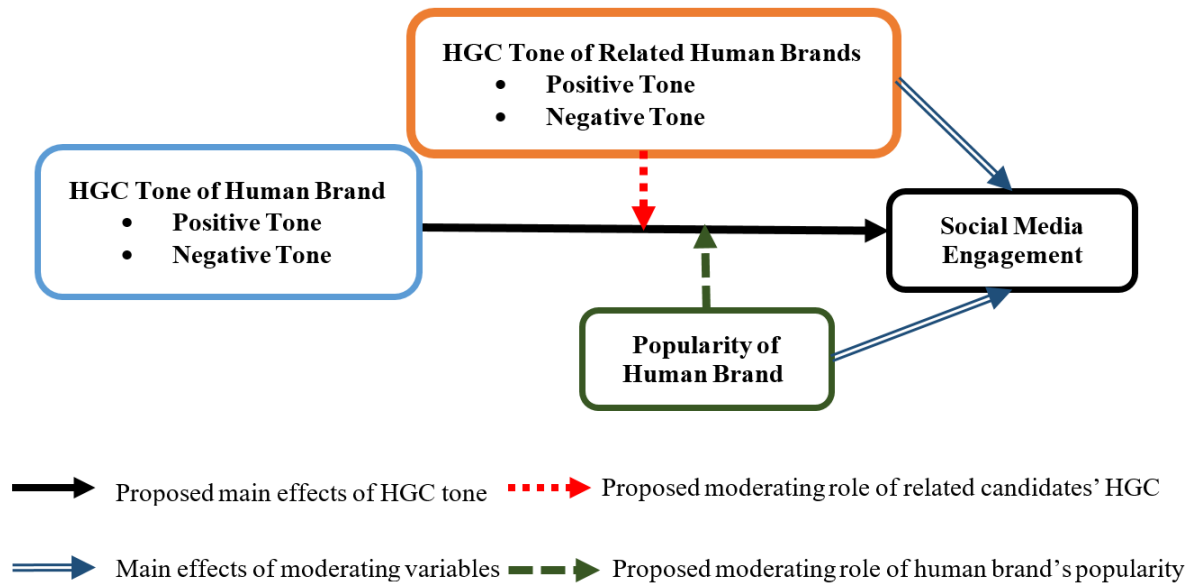 HGC Tone of Related Human Brands
• Positive Tone
• Negative Tone
HGC Tone of Human Brand
• Positive Tone
• Negative Tone
Social Media
Engagement
Popularity of
Human Brand
Proposed main effects of HGC tone
Proposed moderating role of related candidates’ HGC
Main effects of moderating variables
Proposed moderating role of human brand’s popularity